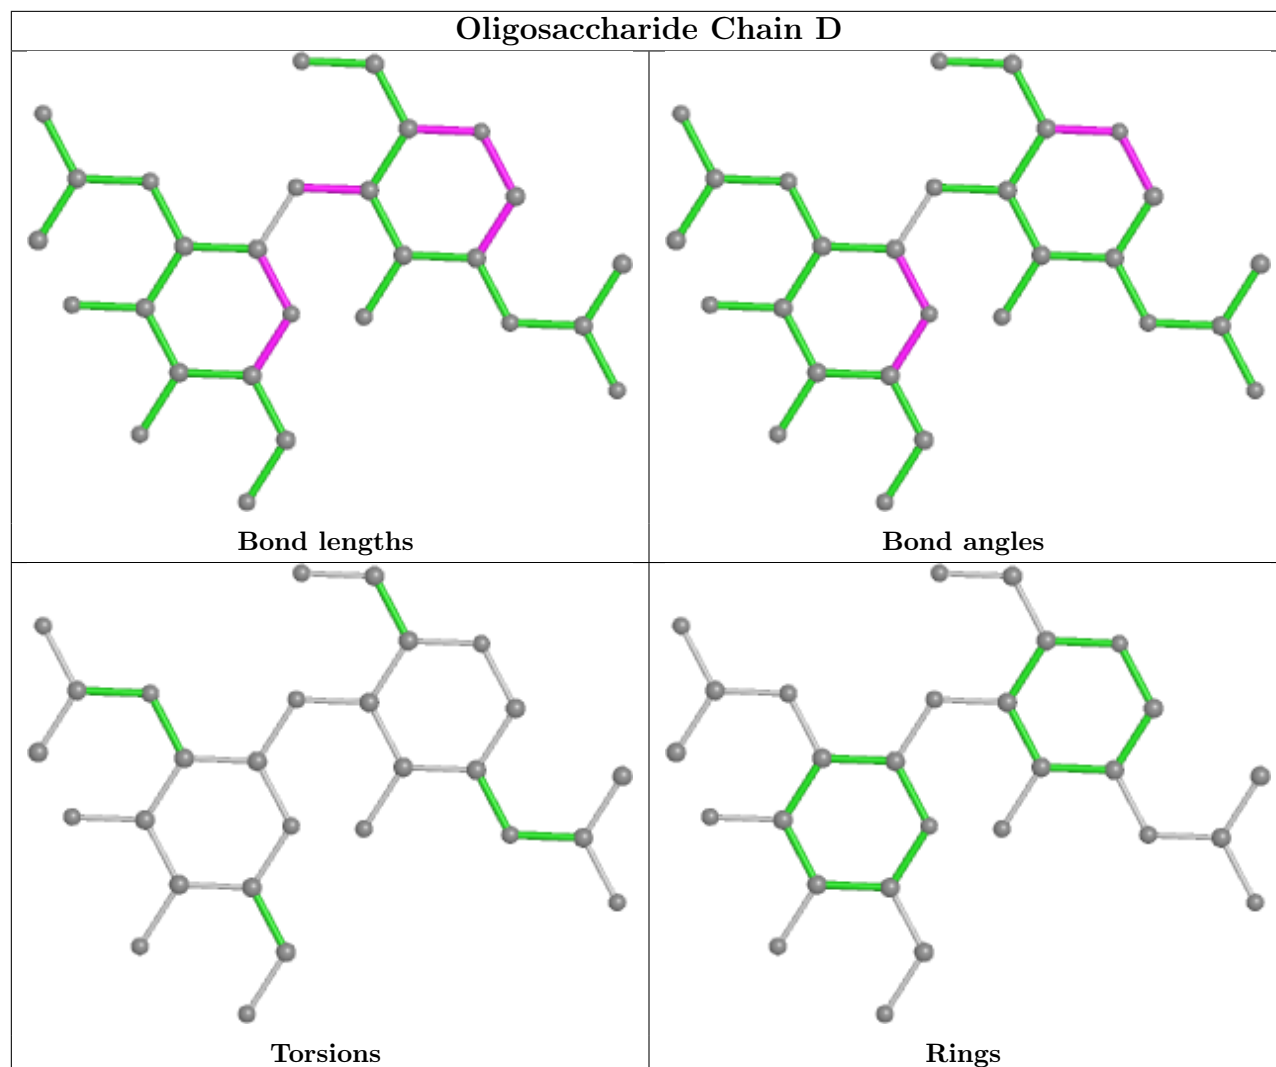 Oligosaccharide Chain D
Bond lengths
Bond angles
Torsions
Rings